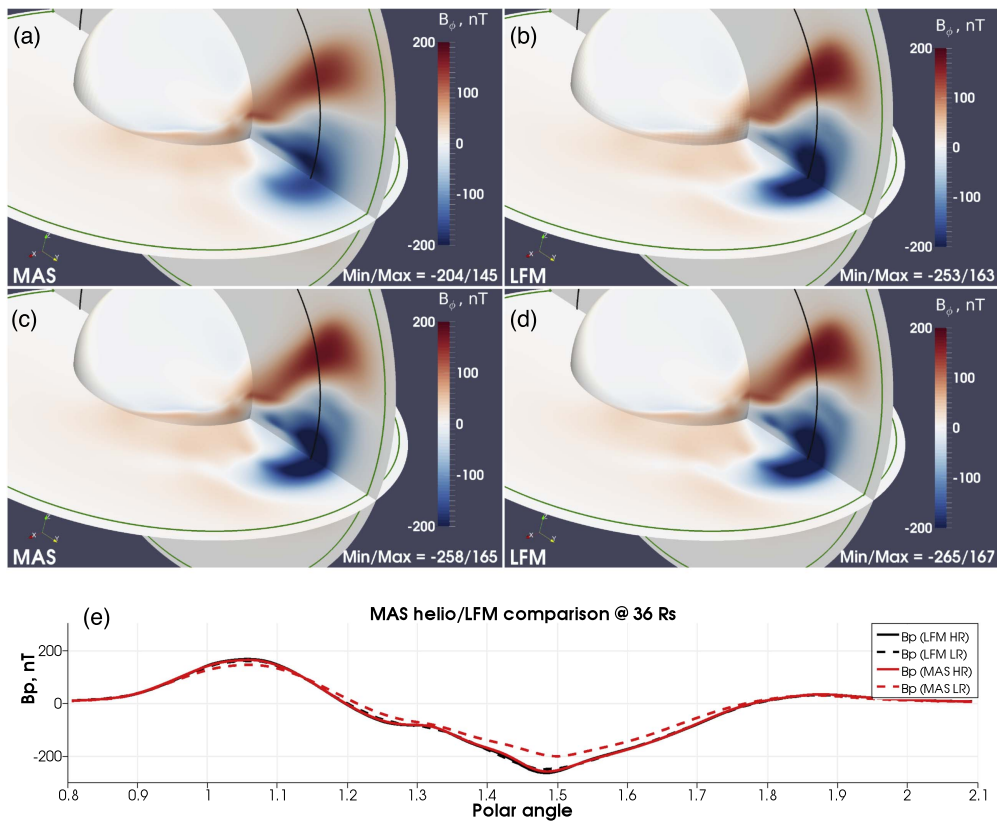 (a)
B_ϕ, nT
200
100
0
-100
-200
MAS
Min/Max = -204/145
(b)
B_ϕ, nT
200
100
0
-100
-200
LFM
Min/Max = -253/163
(c)
B_ϕ, nT
200
100
0
-100
-200
MAS
Min/Max = -258/165
(d)
B_ϕ, nT
200
100
0
-100
-200
LFM
Min/Max = -265/167
(e)
MAS helio/LFM comparison @ 36 Rs
Bp (LFM HR)
Bp (LFM LR)
Bp (MAS HR)
Bp (MAS LR)
Bp, nT
200
0
-200
0.8 0.9 1 1.1 1.2 1.3 1.4 1.5 1.6 1.7 1.8 1.9 2 2.1
Polar angle